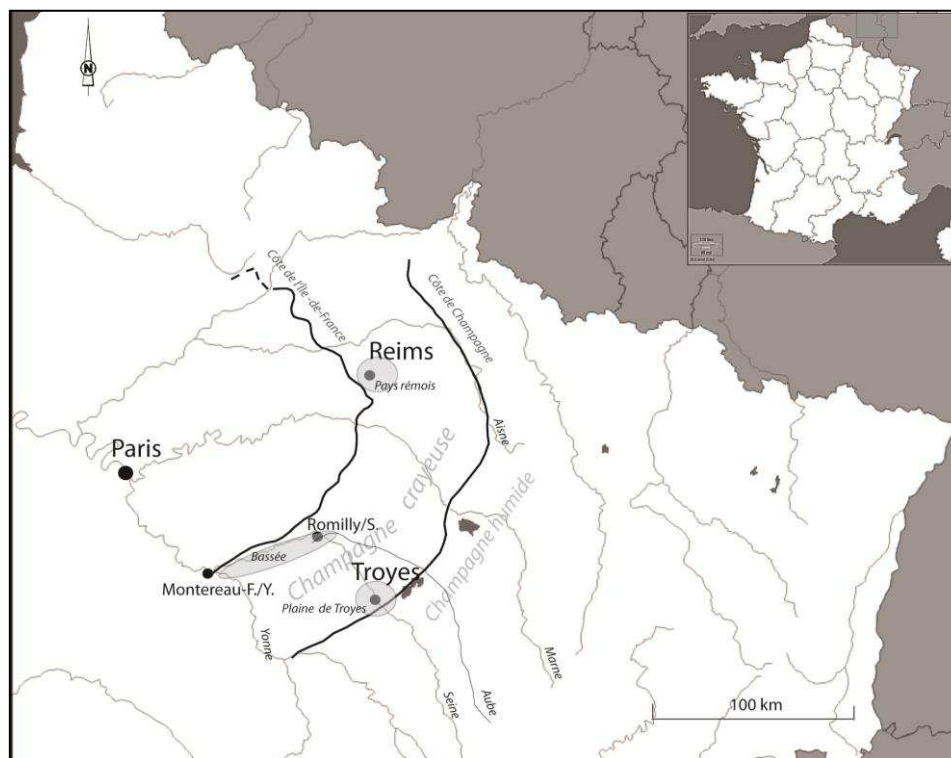 N
Côte de l'Île-de-France
Côte de Champagne
Reims
Pays rémois
Aisne
Paris
Champagne crayeuse
Champagne humide
Romilly/S.
Bassée
Montereau-F./Y.
Troyes
Plaine de Troyes
Yonne
Seine
Aube
Marne
100 km